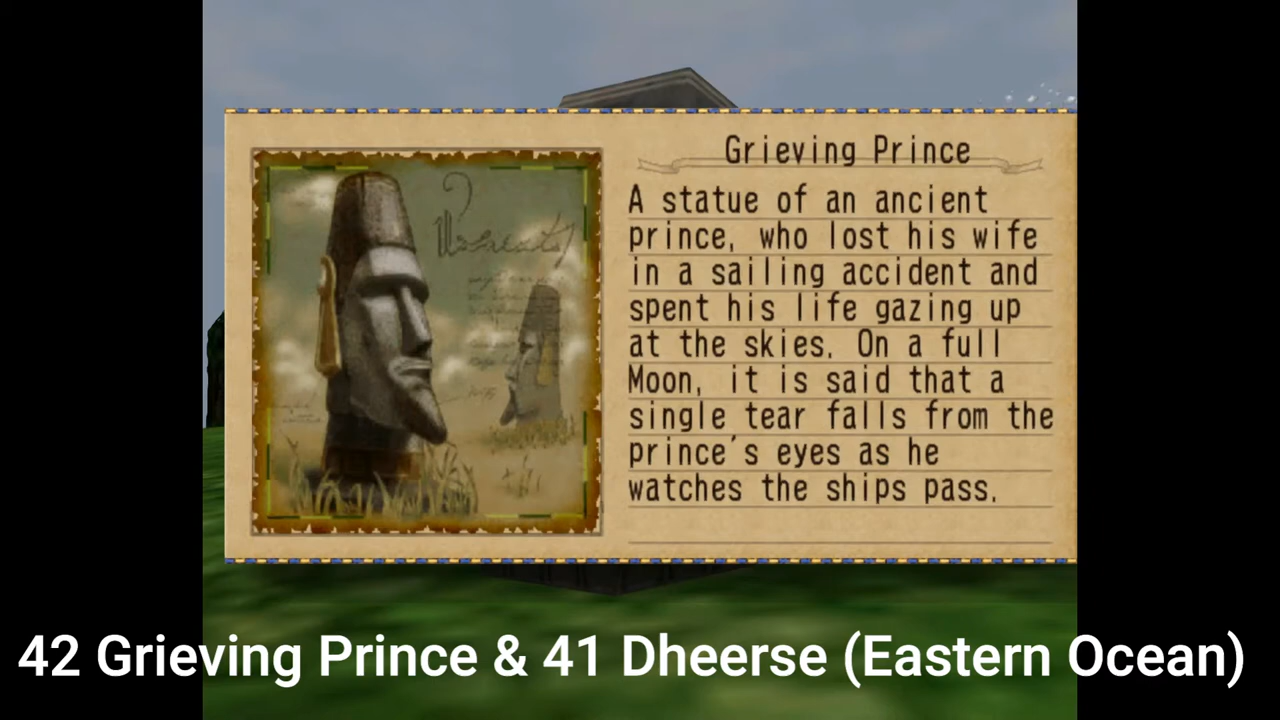 Grieving Prince
A statue of an ancient
prince, who lost his wife
in a sailing accident and
spent his life gazing up
at the skies. On a full
Moon, it is said that a
single tear falls from the
prince's eyes as he
watches the ships pass.
42 Grieving Prince & 41 Dheerse (Eastern Ocean)